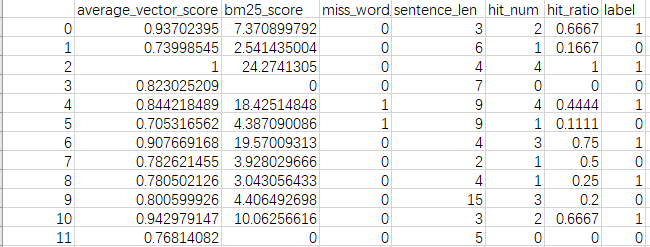 average_vector_score bm25_score miss_word sentence_len hit_num hit_ratio label
0 0.93702395 7.370899792 0 3 2 0.6667 1
1 0.73998545 2.541435004 0 6 1 0.1667 0
2 1 24.2741305 0 4 4 1 1
3 0.823025209 0 0 7 0 0 0
4 0.844218489 18.42514848 1 9 4 0.4444 1
5 0.705316562 4.387090086 1 9 1 0.1111 0
6 0.907669168 19.57009313 0 4 3 0.75 1
7 0.782621455 3.928029666 0 2 1 0.5 0
8 0.780502126 3.043056433 0 4 1 0.25 1
9 0.800599926 4.406492698 0 15 3 0.2 0
10 0.942979147 10.06256616 0 3 2 0.6667 1
11 0.76814082 0 0 5 0 0 0